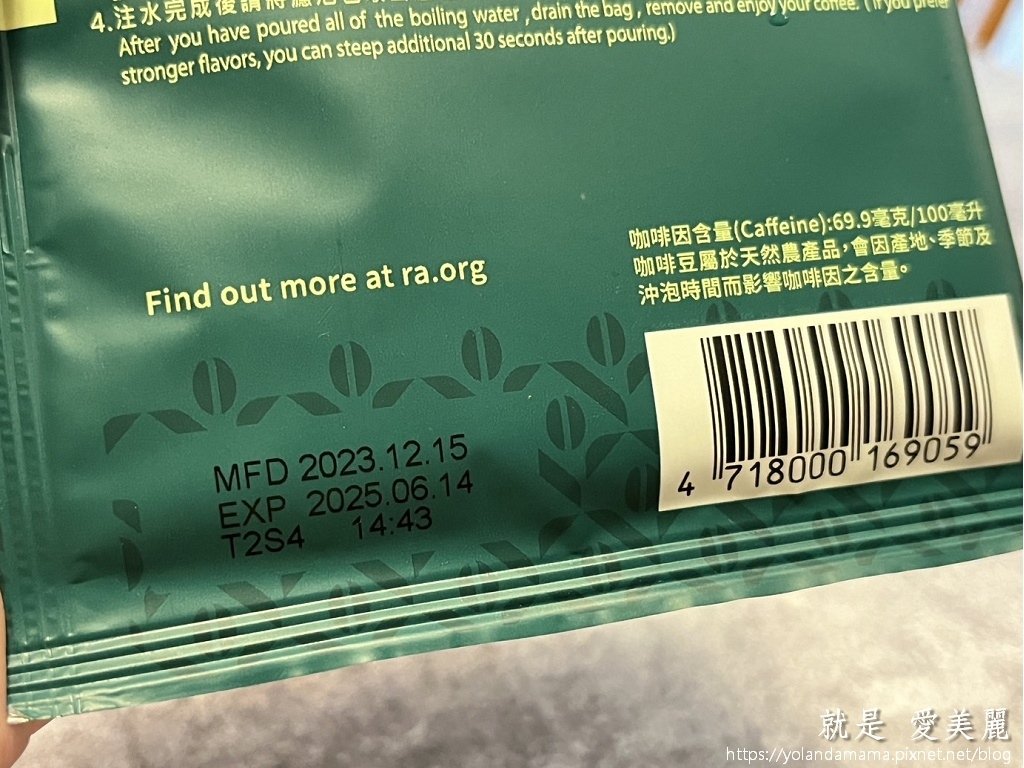 4.注水完成後請將濾泡
After you have poured all of the boiling water , drain the bag , remove and enjoy your coffee. ( If you prefer
stronger flavors, you can steep additional 30 seconds after pouring.)
咖啡因含量(Caffeine):69.9毫克/100毫升
咖啡豆屬於天然農產品，會因產地、季節及
沖泡時間而影響咖啡因之含量。
Find out more at ra.org
MFD 2023.12.15
EXP 2025.06.14
T2S4 14:43
4 718000 169059
就是 愛美麗
https://yolandamama.pixnet.net/blog